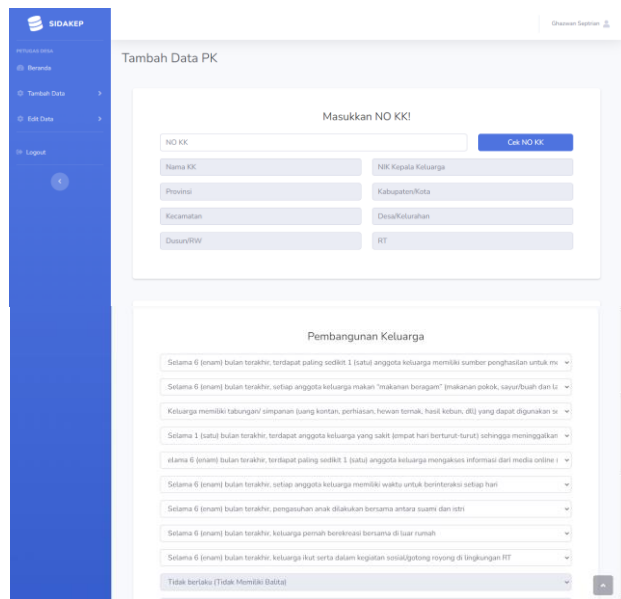 SIDAKEP
Ghazwan Septrian
PETUGAS DESA
Beranda
Tambah Data
Edit Data
Logout
Tambah Data PK
Masukkan NO KK!
NO KK
Cek NO KK
Nama KK
NIK Kepala Keluarga
Provinsi
Kabupaten/Kota
Kecamatan
Desa/Kelurahan
Dusun/RW
RT
Pembangunan Keluarga
Selama 6 (enam) bulan terakhir, terdapat paling sedikit 1 (satu) anggota keluarga memiliki sumber penghasilan untuk me
Selama 6 (enam) bulan terakhir, setiap anggota keluarga makan "makanan beragam" (makanan pokok, sayur/buah dan la
Keluarga memiliki tabungan/ simpanan (uang kontan, perhiasan, hewan ternak, hasil kebun, dll) yang dapat digunakan se
Selama 1 (satu) bulan terakhir, terdapat anggota keluarga yang sakit (empat hari berturut-turut) sehingga meninggalkan
elama 6 (enam) bulan terakhir, terdapat paling sedikit 1 (satu) anggota keluarga mengakses informasi dari media online
Selama 6 (enam) bulan terakhir, setiap anggota keluarga memiliki waktu untuk berinteraksi setiap hari
Selama 6 (enam) bulan terakhir, pengasuhan anak dilakukan bersama antara suami dan istri
Selama 6 (enam) bulan terakhir, keluarga pernah berekreasi bersama di luar rumah
Selama 6 (enam) bulan terakhir, keluarga ikut serta dalam kegiatan sosial/gotong royong di lingkungan RT
Tidak berlaku (Tidak Memiliki Balita)